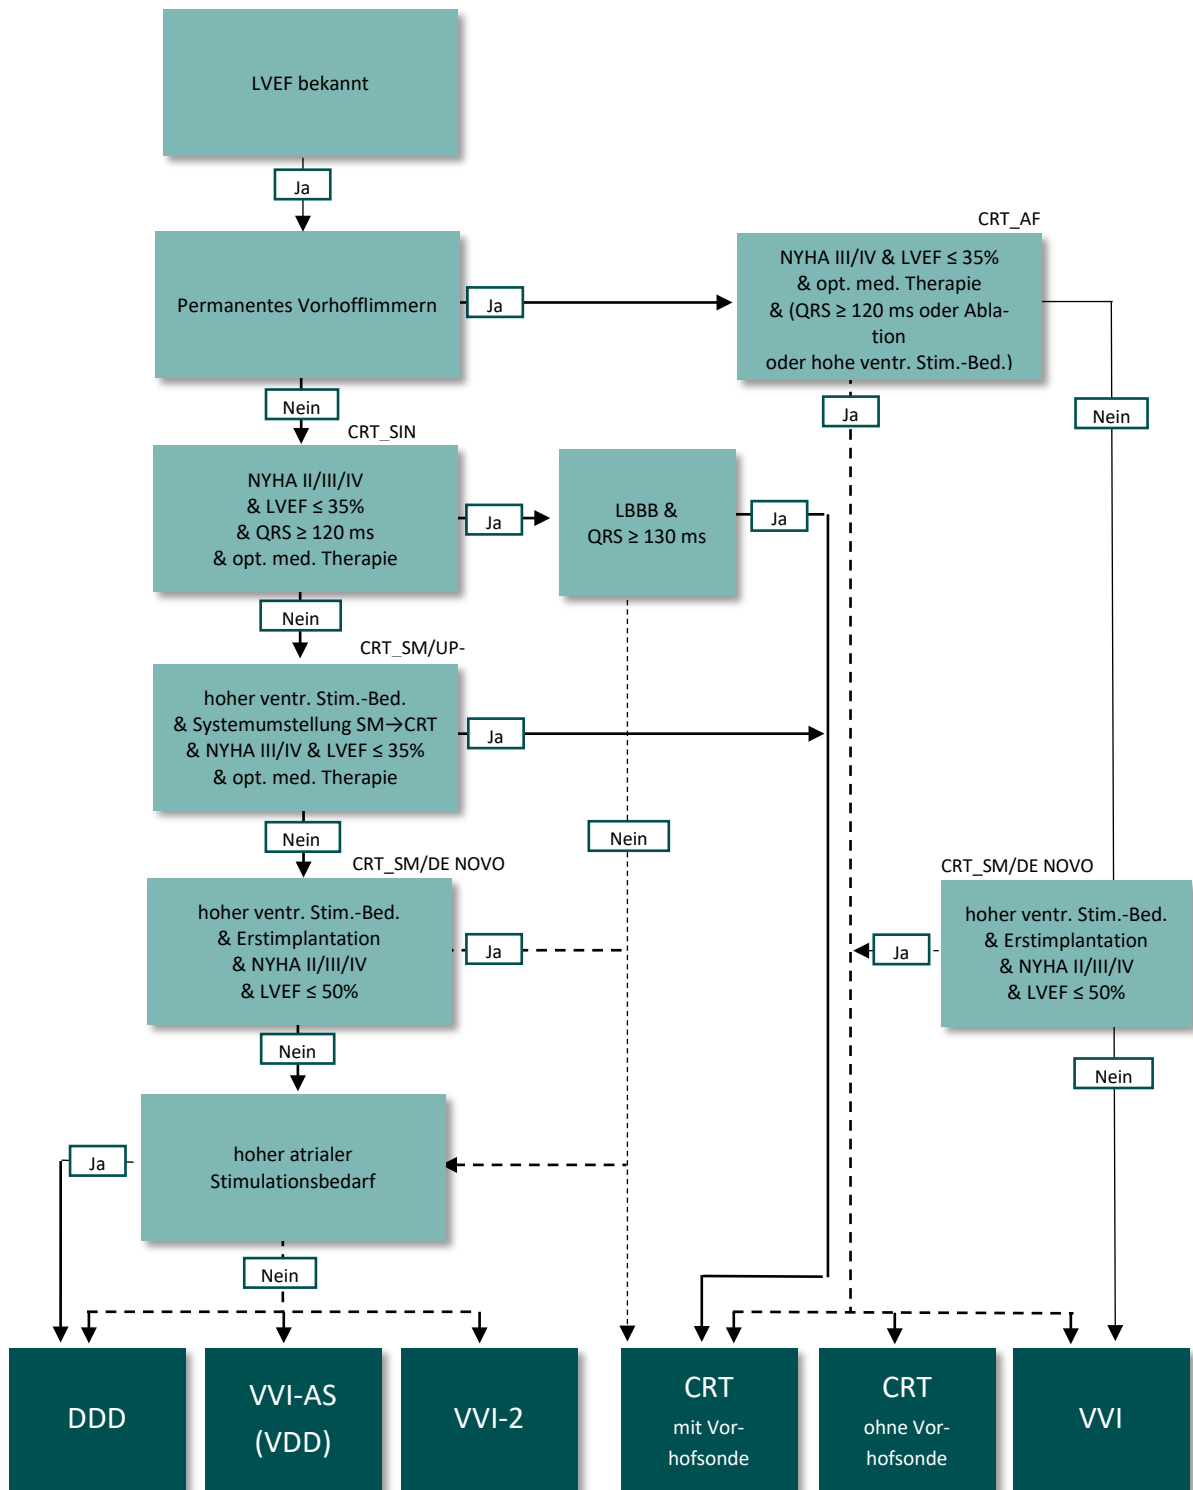 LVEF bekannt
Ja
CRT_AF
Permanentes Vorhofflimmern
Ja
NYHA III/IV & LVEF ≤ 35%
& opt. med. Therapie
& (QRS ≥ 120 ms oder Abla-
tion
oder hohe ventr. Stim.-Bed.)
Nein
Ja
Nein
CRT_SIN
NYHA II/III/IV
& LVEF ≤ 35%
& QRS ≥ 120 ms
& opt. med. Therapie
Ja
LBBB &
QRS ≥ 130 ms
Ja
Nein
CRT_SM/UP-
hoher ventr. Stim.-Bed.
& Systemumstellung SM→CRT
& NYHA III/IV & LVEF ≤ 35%
& opt. med. Therapie
Ja
Nein
Nein
CRT_SM/DE NOVO
hoher ventr. Stim.-Bed.
& Erstimplantation
& NYHA II/III/IV
& LVEF ≤ 50%
Ja
CRT_SM/DE NOVO
hoher ventr. Stim.-Bed.
& Erstimplantation
& NYHA II/III/IV
& LVEF ≤ 50%
Ja
Nein
Nein
hoher atrialer
Stimulationsbedarf
Ja
Nein
DDD
VVI-AS
(VDD)
VVI-2
CRT
mit Vor-
hofsonde
CRT
ohne Vor-
hofsonde
VVI